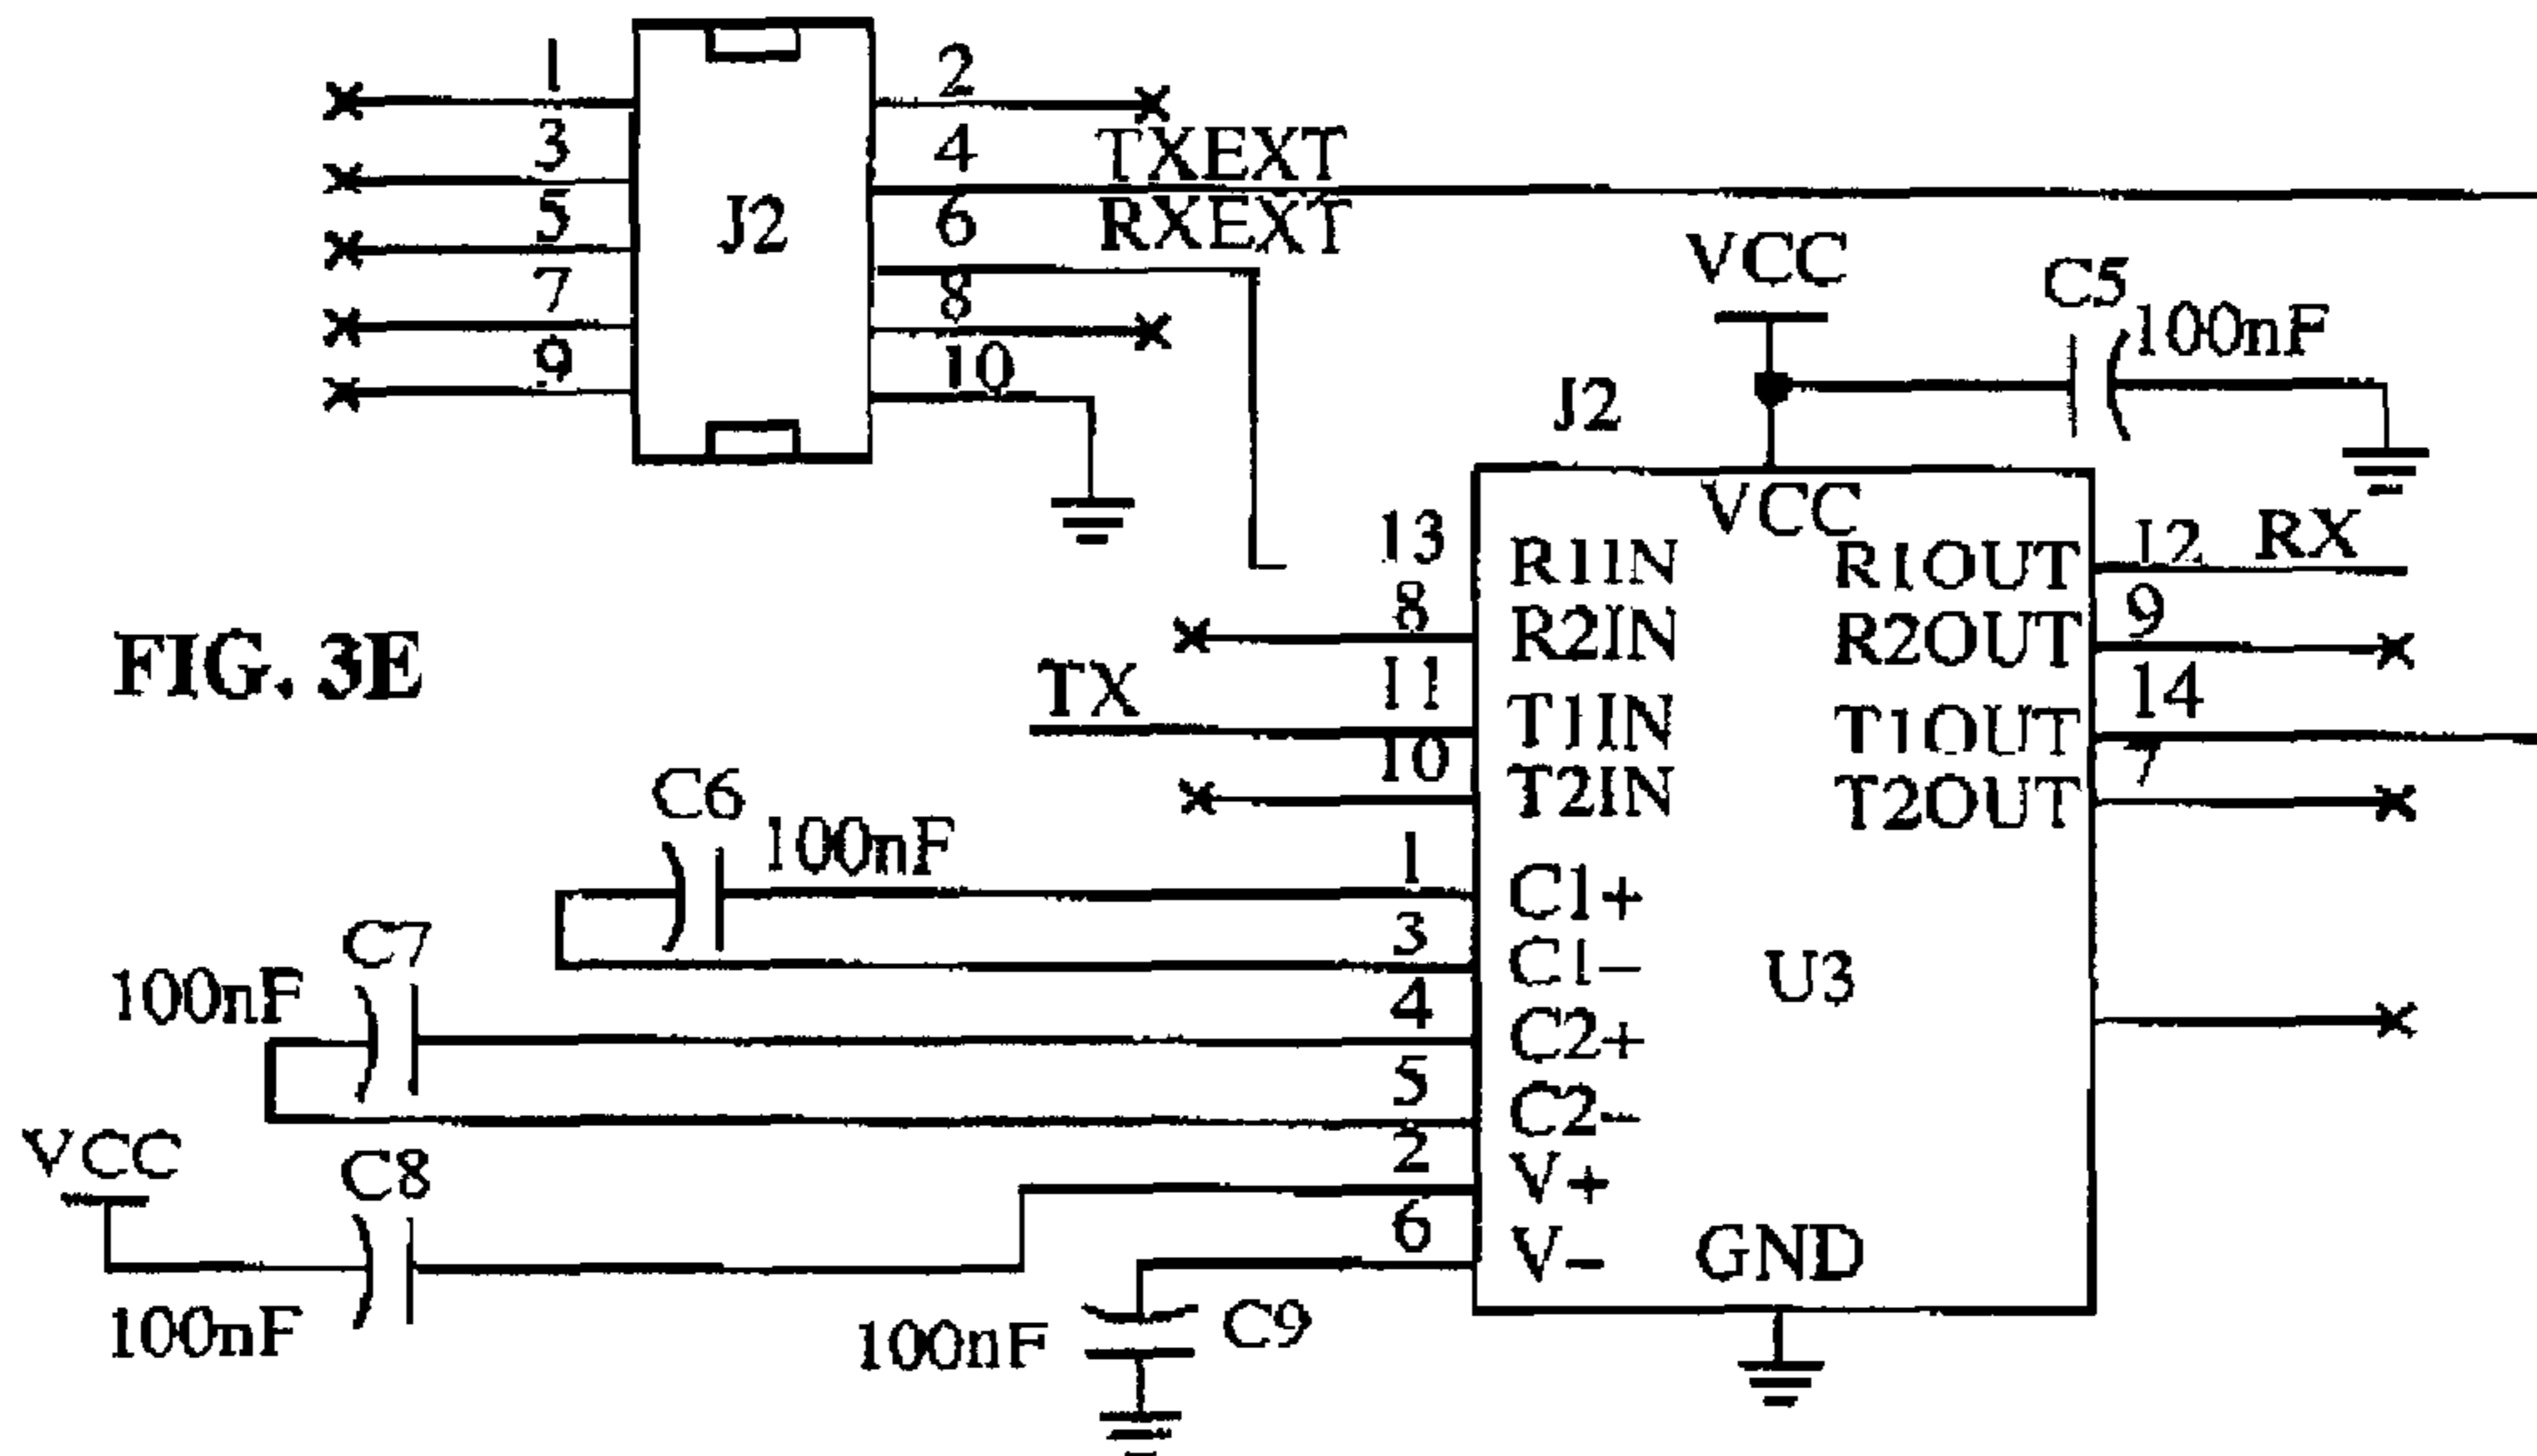 1
2
3
4 TXEXT
5
J2
6 RXEXT
7
8
9
10
VCC
C5
100nF
J2
VCC
13 R1IN
R1OUT 12 RX
8 R2IN
R2OUT 9
FIG. 3E
TX 11 T1IN
T1OUT 14
10 T2IN
T2OUT 7
C6
100nF
1 C1+
3 C1–
C7
100nF
4 C2+
U3
5 C2–
VCC
C8
100nF
2 V+
6 V–
GND
100nF C9